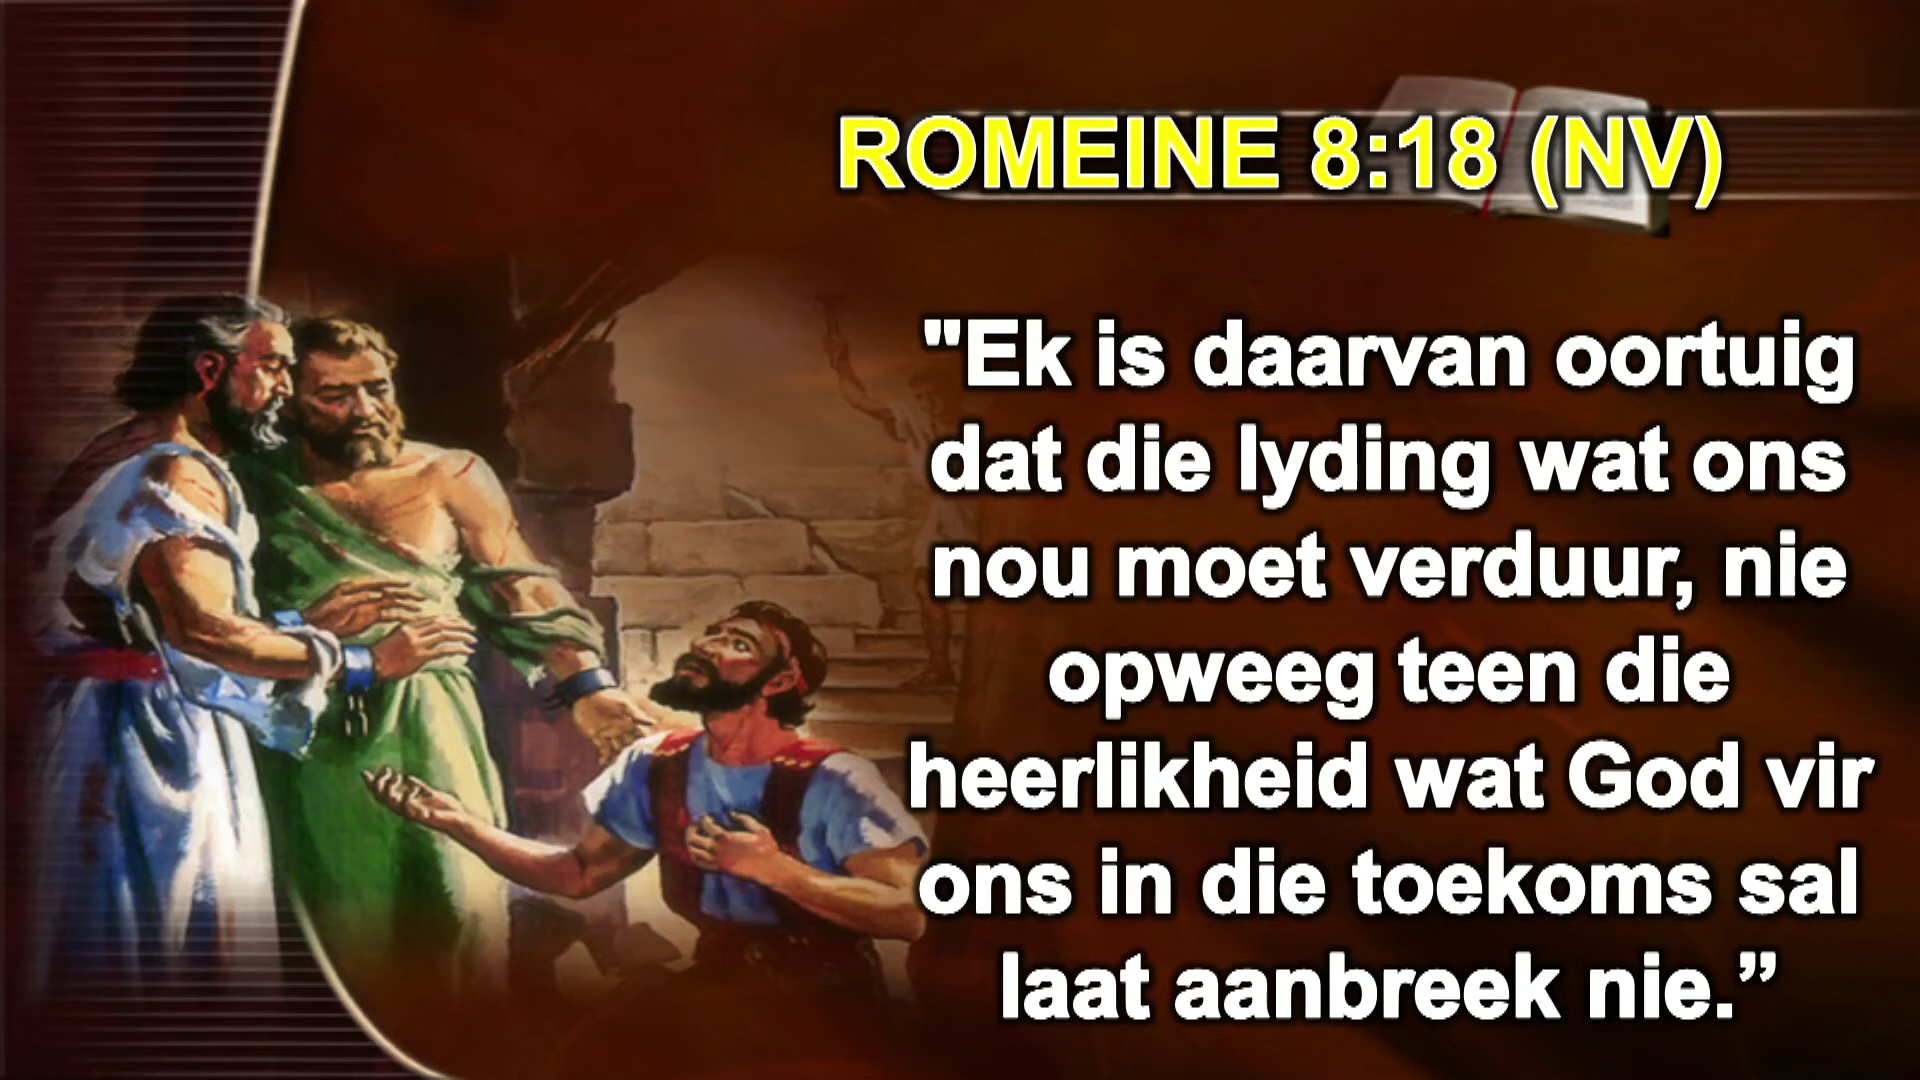 ROMEINE 8:18 (NV)
"Ek is daarvan oortuig
dat die lyding wat ons
nou moet verduur, nie
opweeg teen die
heerlikheid wat God vir
ons in die toekoms sal
laat aanbreek nie.”